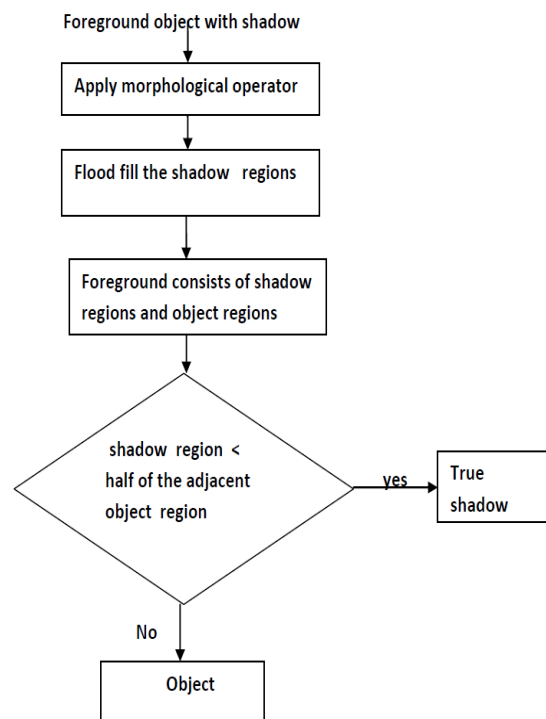 Foreground object with shadow
Apply morphological operator
Flood fill the shadow regions
Foreground consists of shadow
regions and object regions
shadow region <
half of the adjacent
object region
yes
True
shadow
No
Object